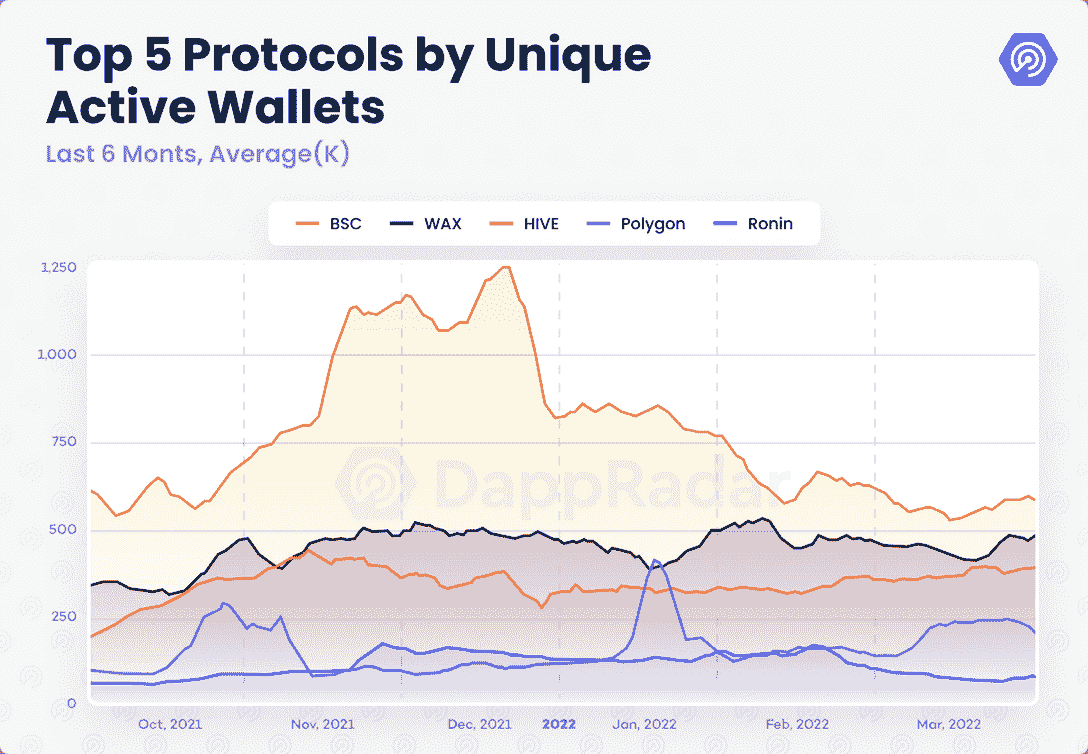 Top 5 Protocols by Unique
Active Wallets
Last 6 Monts, Average(K)
BSC WAX HIVE Polygon Ronin
1,250
1,000
750
DappRadar
500
250
0
Oct, 2021 Nov, 2021 Dec, 2021 2022 Jan, 2022 Feb, 2022 Mar, 2022